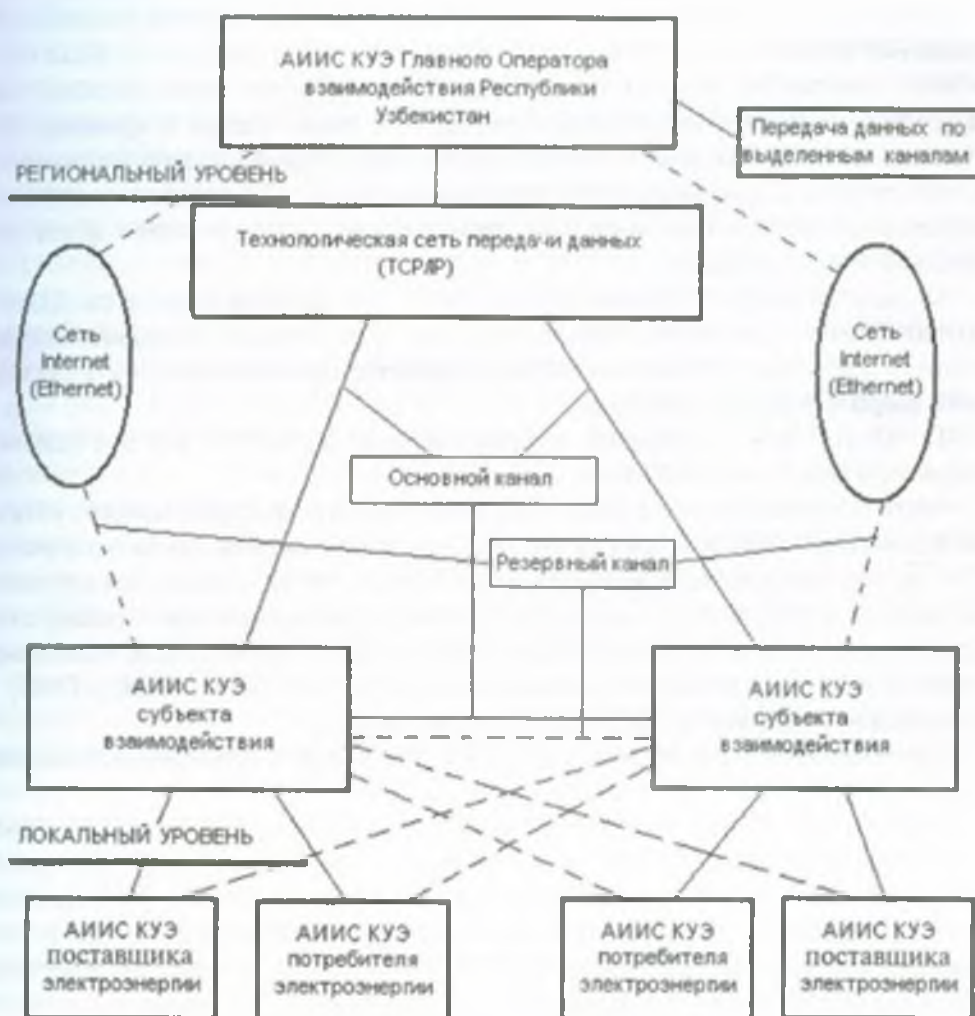 АИИС КУЭ Главного Оператора
взаимодействия Республики
Узбекистан
Передача данных по
выделенным каналам
РЕГИОНАЛЬНЫЙ УРОВЕНЬ
Технологическая сеть передачи данных
(TCP/IP)
Сеть
Internet
(Ethernet)
Сеть
Internet
(Ethernet)
Основной канал
Резервный канал
АИИС КУЭ
субъекта
взаимодействия
АИИС КУЭ
субъекта
взаимодействия
ЛОКАЛЬНЫЙ УРОВЕНЬ
АИИС КУЭ
поставщика
электроэнергии
АИИС КУЭ
потребителя
электроэнергии
АИИС КУЭ
потребителя
электроэнергии
АИИС КУЭ
поставщика
электроэнергии